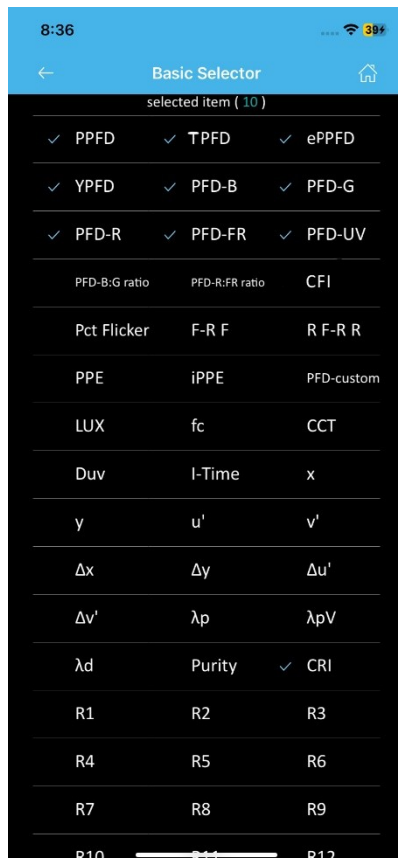 8:36 39
Basic Selector
selected item ( 10 )
PPFD TPFD ePPFD
YPFD PFD-B PFD-G
PFD-R PFD-FR PFD-UV
PFD-B:G ratio PFD-R:FR ratio CFI
Pct Flicker F-R F R F-R R
PPE iPPE PFD-custom
LUX fc CCT
Duv I-Time x
y u' v'
Δx Δy Δu'
Δv' λp λpV
λd Purity CRI
R1 R2 R3
R4 R5 R6
R7 R8 R9
R10 R11 R12